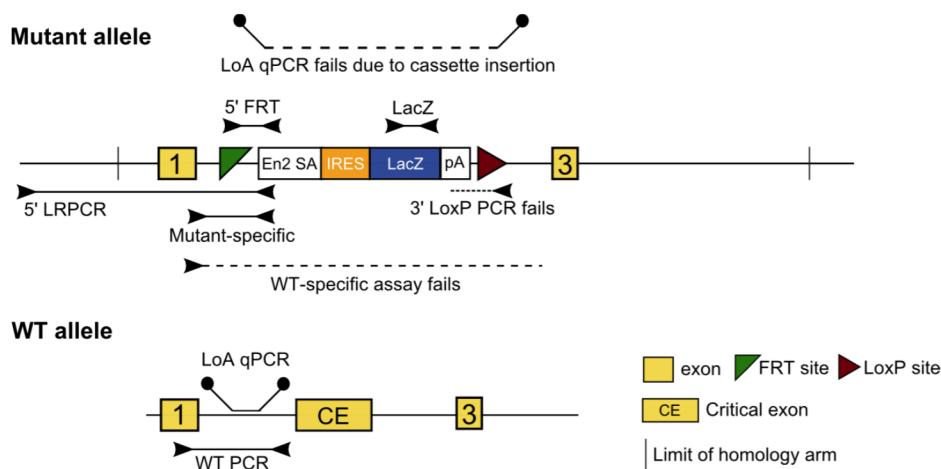 Mutant allele
LoA qPCR fails due to cassette insertion
5' FRT
LacZ
1
En2 SA
IRES
LacZ
pA
3
5' LRPCR
3' LoxP PCR fails
Mutant-specific
WT-specific assay fails
WT allele
LoA qPCR
1
CE
3
WT PCR
exon
FRT site
LoxP site
CE
Critical exon
Limit of homology arm